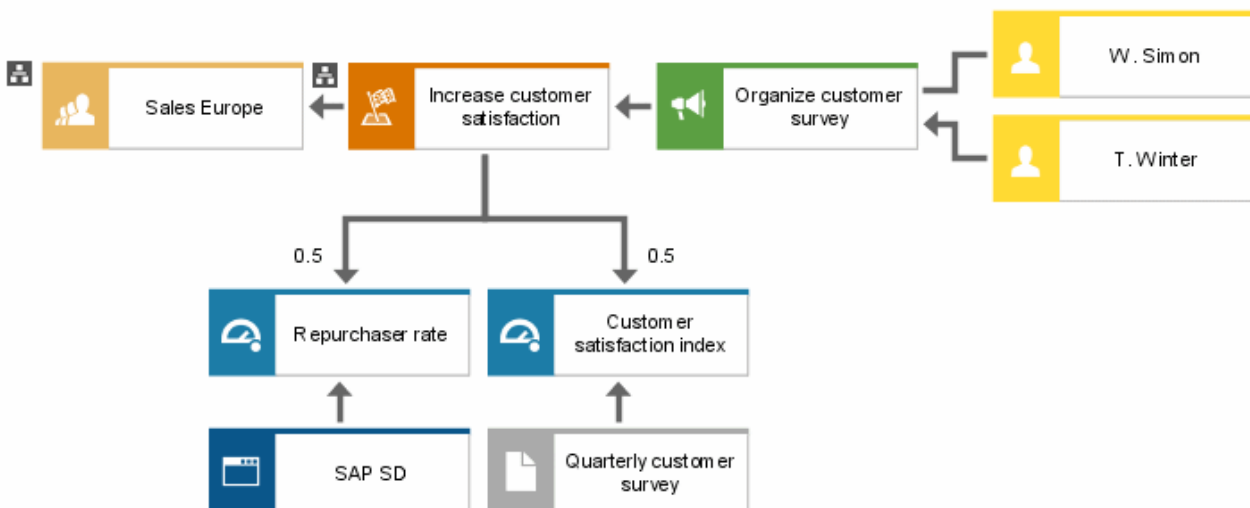 W. Simon
Sales Europe
Increase customer
satisfaction
Organize customer
survey
T. Winter
0.5
0.5
Repurchaser rate
Customer
satisfaction index
SAP SD
Quarterly customer
survey